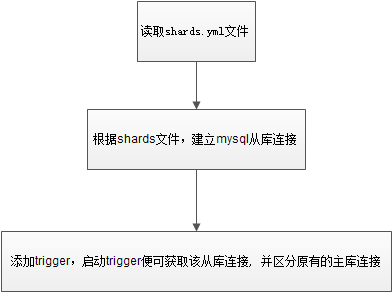 读取shards.yml文件
根据shards文件，建立mysql从库连接
添加trigger，启动trigger便可获取该从库连接, 并区分原有的主库连接